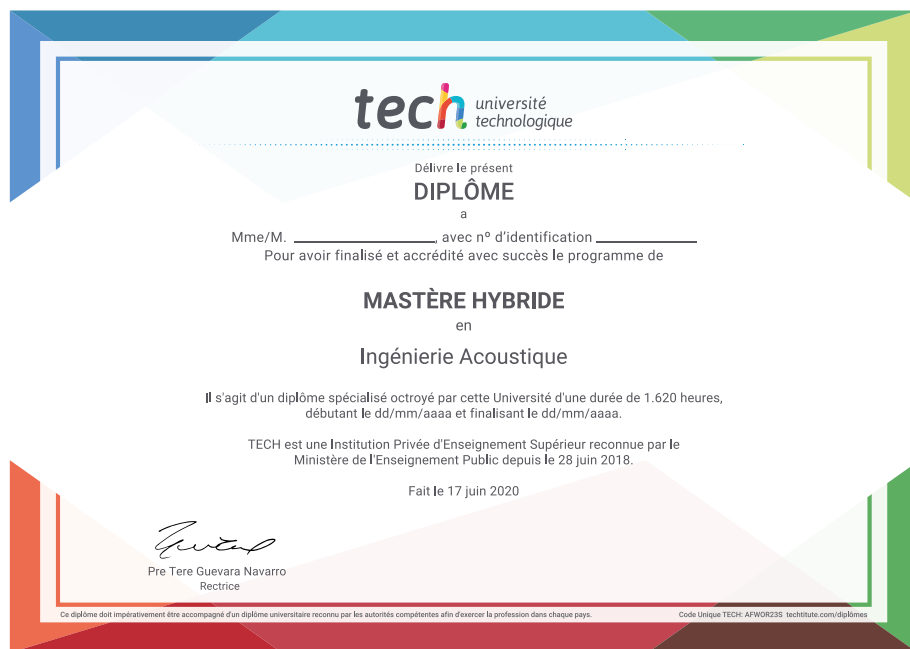 tech université
technologique
Délivre le présent
DIPLÔME
a
Mme/M. , avec nº d'identification
Pour avoir finalisé et accrédité avec succès le programme de
MASTÈRE HYBRIDE
en
Ingénierie Acoustique
Il s'agit d'un diplôme spécialisé octroyé par cette Université d'une durée de 1.620 heures,
débutant le dd/mm/aaaa et finalisant le dd/mm/aaaa.
TECH est une Institution Privée d'Enseignement Supérieur reconnue par le
Ministère de l'Enseignement Public depuis le 28 juin 2018.
Fait le 17 juin 2020
Pre Tere Guevara Navarro
Rectrice
Ce diplôme doit impérativement être accompagné d'un diplôme universitaire reconnu par les autorités compétentes afin d'exercer la profession dans chaque pays.
Code Unique TECH: AFWOR23S techtitute.com/diplômes